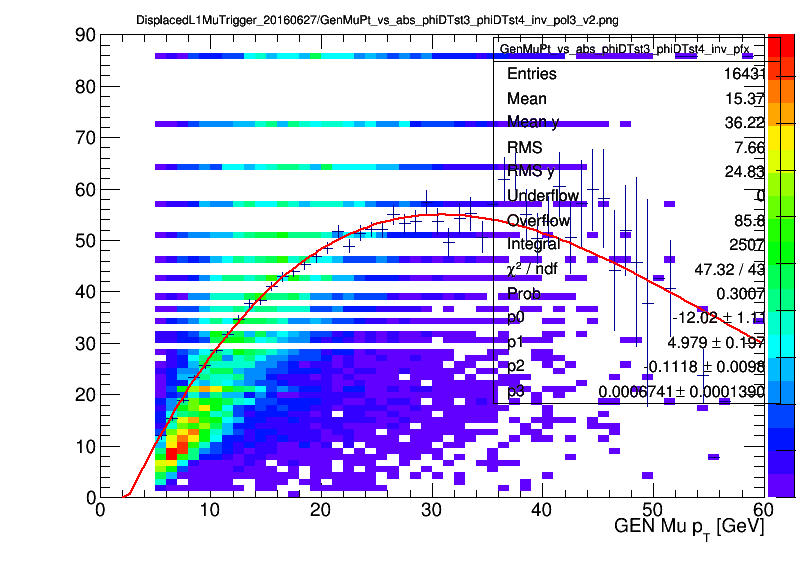 DisplacedL1MuTrigger_20160627/GenMuPt_vs_abs_phiDTst3_phiDTst4_inv_pol3_v2.png
GenMuPt_vs_abs_phiDTst3_phiDTst4_inv_pfx
Entries 16431
Mean 15.37
Mean y 36.22
RMS 7.66
RMS y 24.83
Underflow 0
Overflow 85.8
Integral 2507
χ² / ndf 47.32 / 43
Prob 0.3007
p0 -12.02 ± 1.11
p1 4.979 ± 0.197
p2 -0.1118 ± 0.0098
p3 0.0006741 ± 0.0001390
90
80
70
60
50
40
30
20
10
0
0 10 20 30 40 50 60
GEN Mu p_T [GeV]